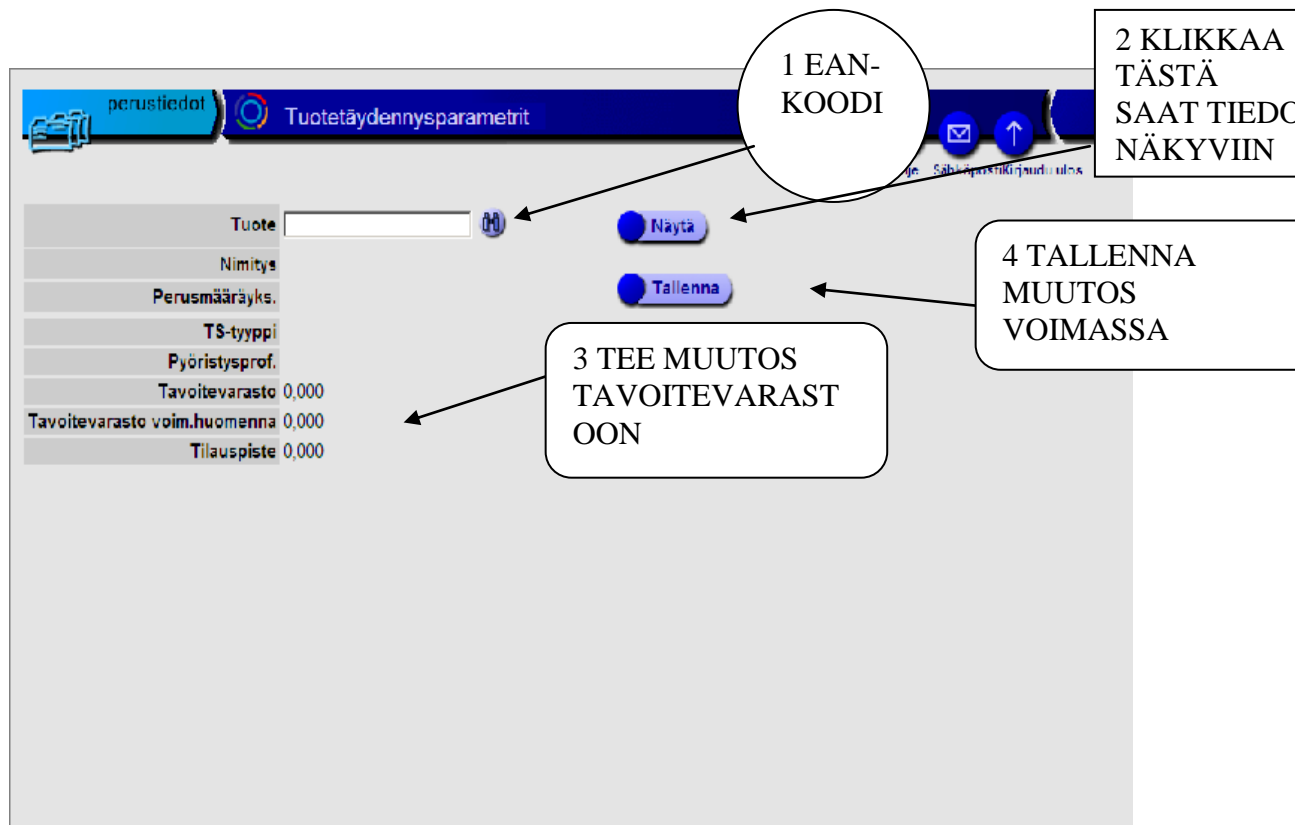 1 EAN-
KOODI
2 KLIKKAA
TÄSTÄ
SAAT TIEDO
NÄKYVIIN
perustiedot
Tuotetäydennysparametrit
Sähköposti Kirjaudu ulos
Tuote
Näytä
Nimitys
Perusmääräyks.
Tallenna
4 TALLENNA
MUUTOS
VOIMASSA
TS-tyyppi
Pyöristysprof.
3 TEE MUUTOS
TAVOITEVARAST
OON
Tavoitevarasto 0,000
Tavoitevarasto voim.huomenna 0,000
Tilauspiste 0,000